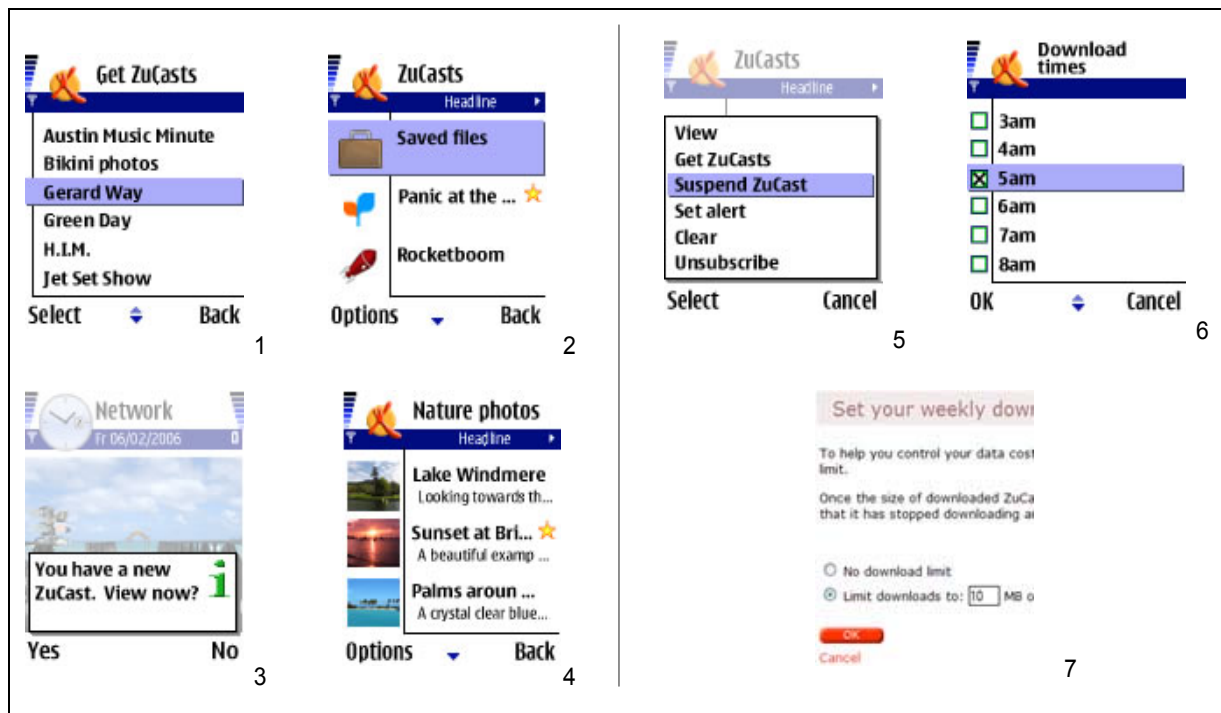 Get ZuCasts
Austin Music Minute
Bikini photos
Gerard Way
Green Day
H.I.M.
Jet Set Show
Select Back
1
ZuCasts
Headline
Saved files
Panic at the ...
Rocketboom
Options Back
2
Network
Fr 06/02/2006
You have a new
ZuCast. View now?
Yes No
3
Nature photos
Headline
Lake Windmere
Looking towards th...
Sunset at Bri...
A beautiful examp ...
Palms aroun ...
A crystal clear blue...
Options Back
4
ZuCasts
Headline
View
Get ZuCasts
Suspend ZuCast
Set alert
Clear
Unsubscribe
Select Cancel
5
Download
times
3am
4am
5am
6am
7am
8am
OK Cancel
6
Set your weekly dow
To help you control your data cost
limit.
Once the size of downloaded ZuCa
that it has stopped downloading a
No download limit
Limit downloads to: 10 MB o
OK
Cancel
7